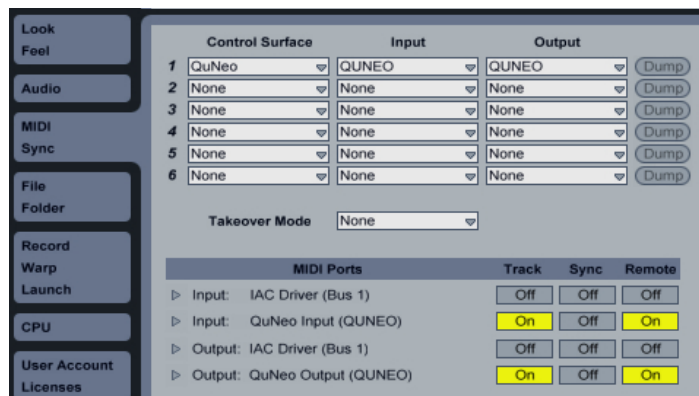 Look
Feel
Audio
MIDI
Sync
File
Folder
Record
Warp
Launch
CPU
User Account
Licenses
Control Surface Input Output
1 QuNeo QUNEO QUNEO Dump
2 None None None Dump
3 None None None Dump
4 None None None Dump
5 None None None Dump
6 None None None Dump
Takeover Mode None
MIDI Ports Track Sync Remote
Input: IAC Driver (Bus 1) Off Off Off
Input: QuNeo Input (QUNEO) On Off On
Output: IAC Driver (Bus 1) Off Off Off
Output: QuNeo Output (QUNEO) On Off On